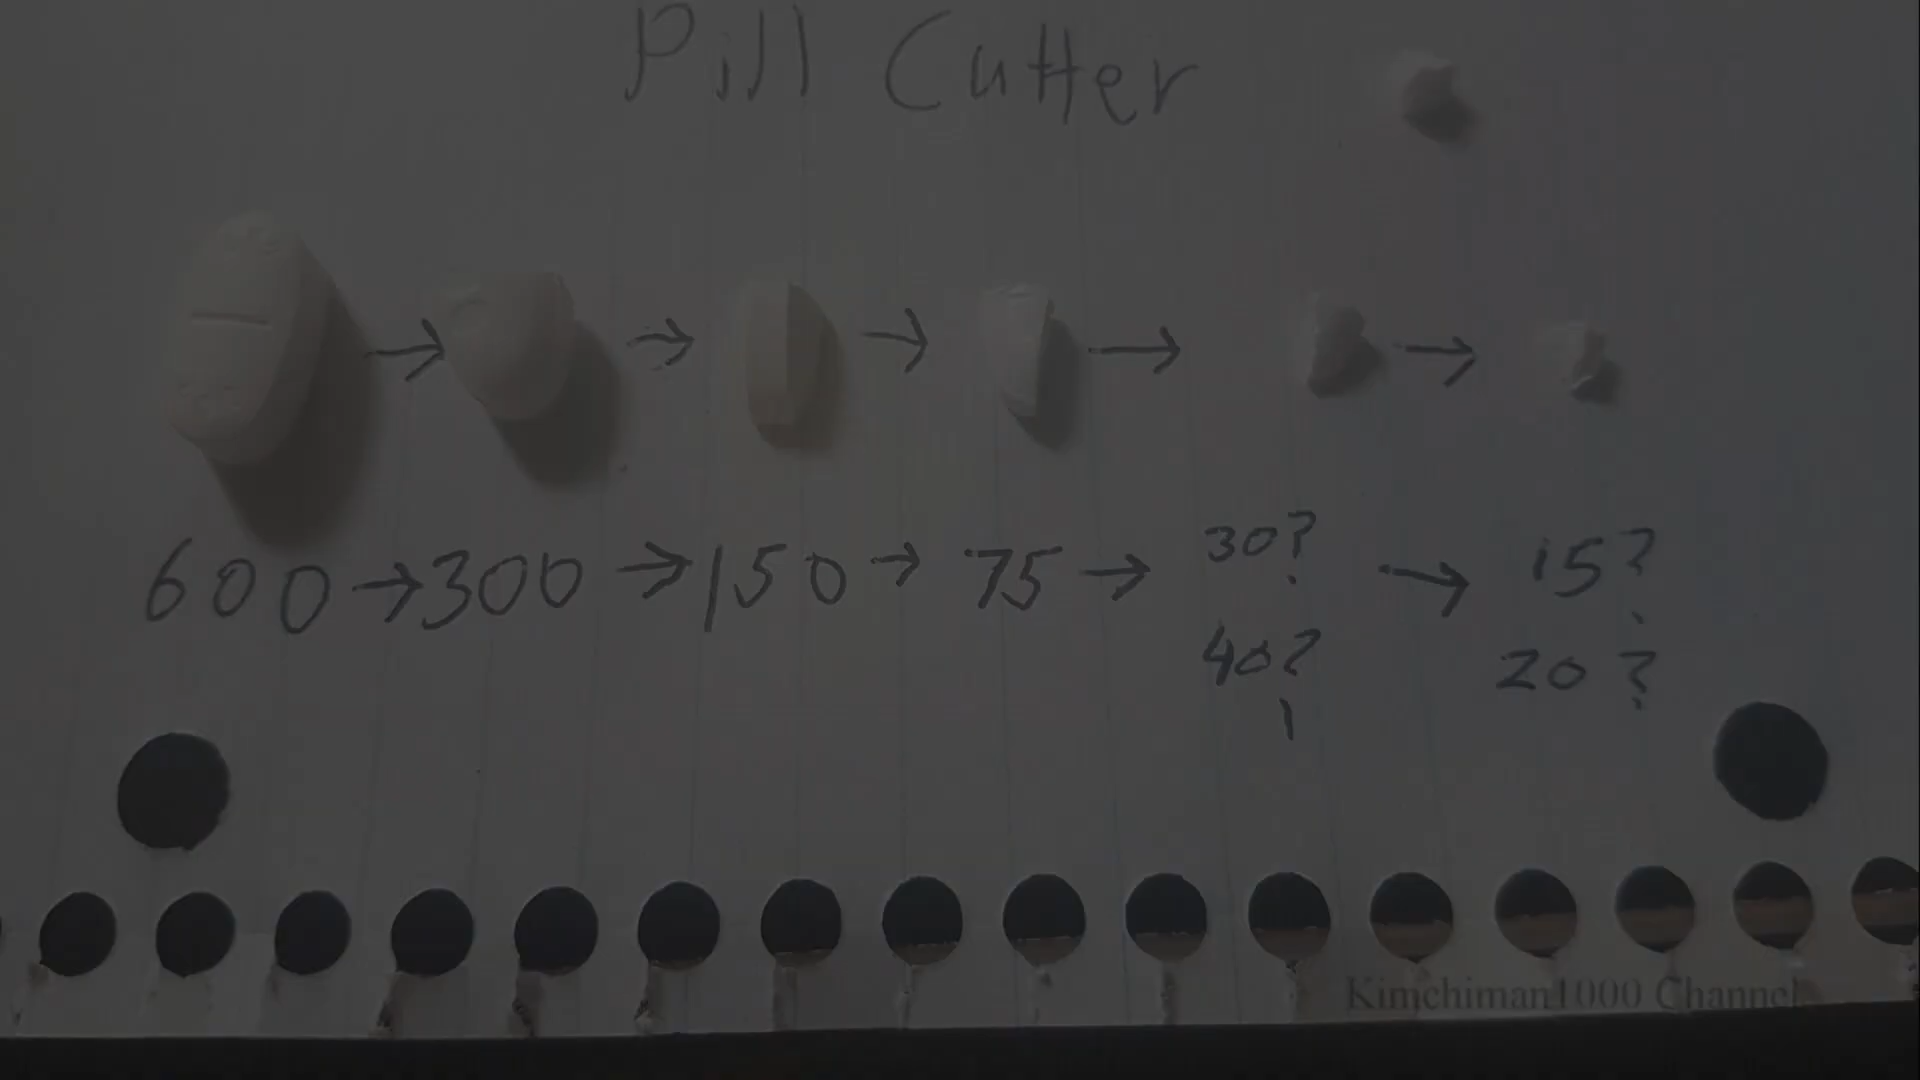 Pill Cutter
600 → 300 → 150 → 75 → 30? → 15?
40? 20?
Kimchiman1000 Channel